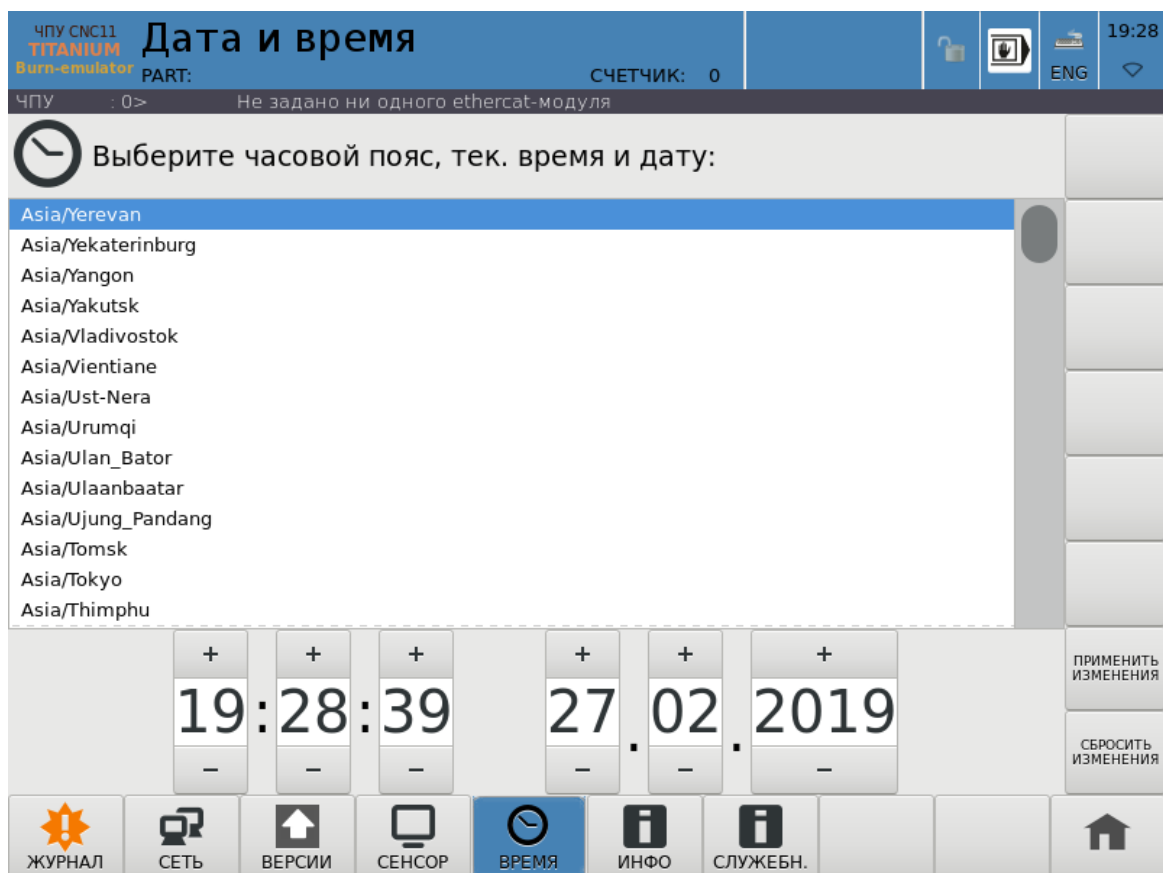 ЧПУ CNC11
TITANIUM
Burn-emulator
Дата и время
PART:
СЧЕТЧИК: 0
ENG
19:28
ЧПУ : 0> Не задано ни одного ethercat-модуля
Выберите часовой пояс, тек. время и дату:
Asia/Yerevan
Asia/Yekaterinburg
Asia/Yangon
Asia/Yakutsk
Asia/Vladivostok
Asia/Vientiane
Asia/Ust-Nera
Asia/Urumqi
Asia/Ulan_Bator
Asia/Ulaanbaatar
Asia/Ujung_Pandang
Asia/Tomsk
Asia/Tokyo
Asia/Thimphu
+ + + + + +
19:28:39 27.02.2019
− − − − − −
ПРИМЕНИТЬ
ИЗМЕНЕНИЯ
СБРОСИТЬ
ИЗМЕНЕНИЯ
ЖУРНАЛ СЕТЬ ВЕРСИИ СЕНСОР ВРЕМЯ ИНФО СЛУЖЕБН.